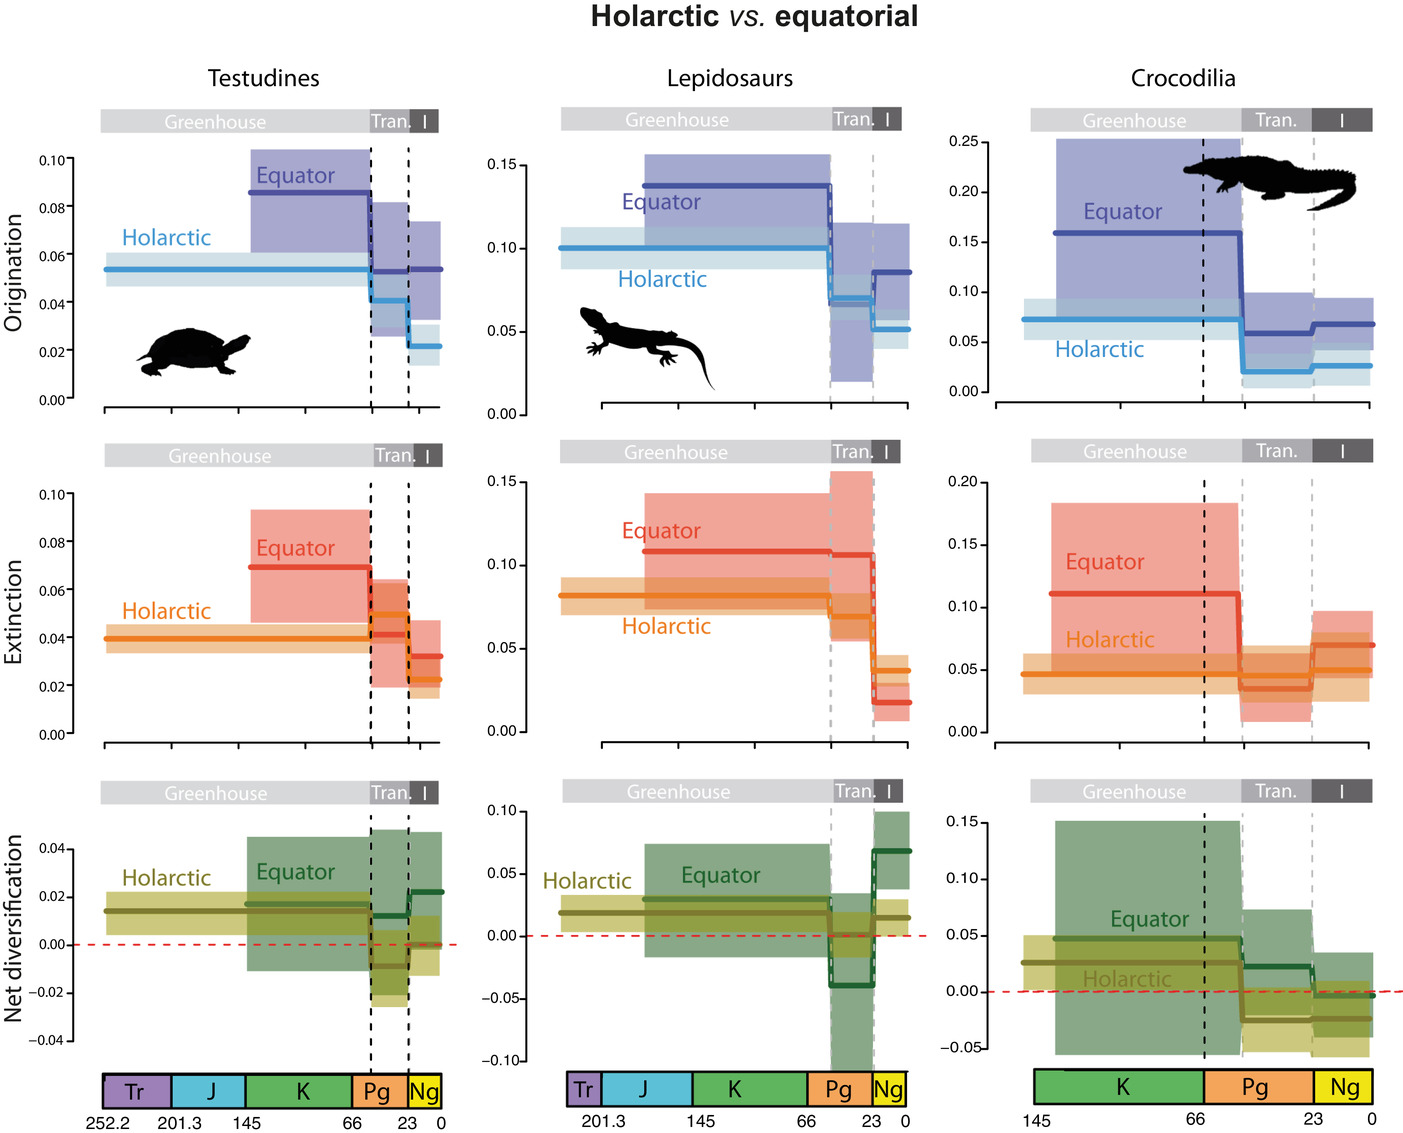 Holarctic vs. equatorial
Testudines
Lepidosaurs
Crocodilia
Greenhouse Tran. I
Greenhouse Tran. I
Greenhouse Tran. I
Origination
0.10
0.08
0.06
0.04
0.02
0.00
Equator
Holarctic
0.15
0.10
0.05
0.00
Equator
Holarctic
0.25
0.20
0.15
0.10
0.05
0.00
Equator
Holarctic
Greenhouse Tran. I
Greenhouse Tran. I
Greenhouse Tran. I
Extinction
0.10
0.08
0.06
0.04
0.02
0.00
Equator
Holarctic
0.15
0.10
0.05
0.00
Equator
Holarctic
0.20
0.15
0.10
0.05
0.00
Equator
Holarctic
Greenhouse Tran. I
Greenhouse Tran. I
Greenhouse Tran. I
Net diversification
0.04
0.02
0.00
−0.02
−0.04
Holarctic
Equator
0.10
0.05
0.00
−0.05
−0.10
Holarctic
Equator
0.15
0.10
0.05
0.00
−0.05
Equator
Holarctic
Tr J K Pg Ng
252.2 201.3 145 66 23 0
Tr J K Pg Ng
201.3 145 66 23 0
K Pg Ng
145 66 23 0